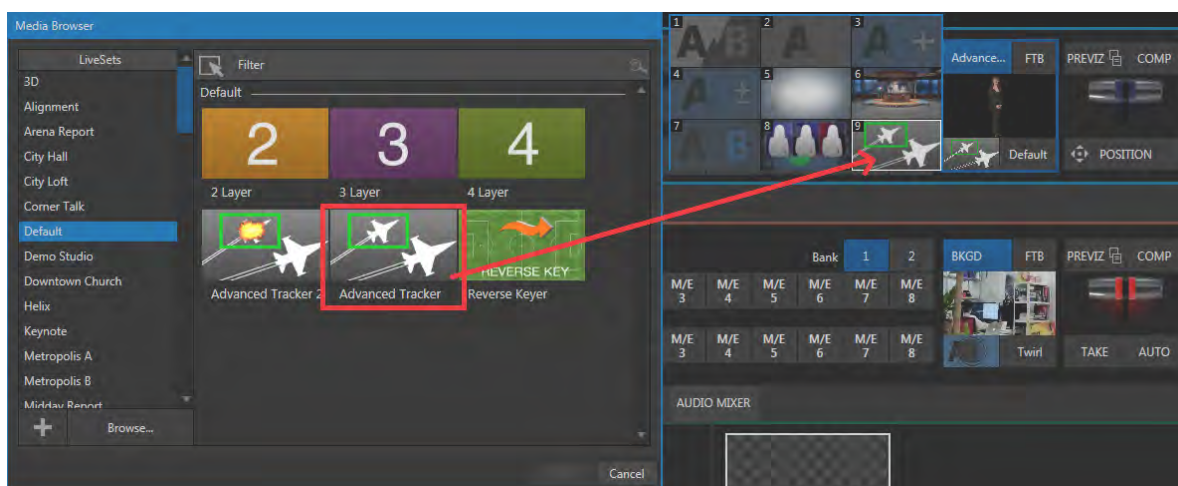 Media Browser
LiveSets
3D
Alignment
Arena Report
City Hall
City Loft
Corner Talk
Default
Demo Studio
Downtown Church
Helix
Keynote
Metropolis A
Metropolis B
Midday Report
+ Browse...
Filter
Default
2 3 4
2 Layer 3 Layer 4 Layer
REVERSE KEY
Advanced Tracker 2 Advanced Tracker Reverse Keyer
Cancel
1 2 3
A B A A +
4 5 6
A ±
7 8 9
A B
Advance... FTB PREVIZ COMP
Default POSITION
Bank 1 2 BKGD FTB PREVIZ COMP
M/E 3 M/E 4 M/E 5 M/E 6 M/E 7 M/E 8
M/E 3 M/E 4 M/E 5 M/E 6 M/E 7 M/E 8
Twirl TAKE AUTO
AUDIO MIXER